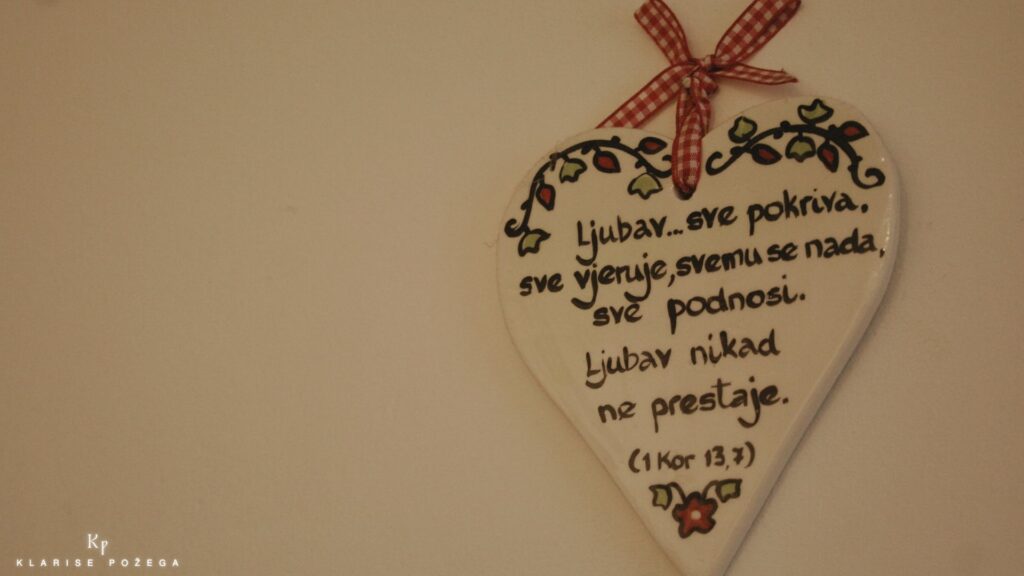 Ljubav...sve pokriva,
sve vjeruje, svemu se nada,
sve podnosi.
Ljubav nikad
ne prestaje.
(1 Kor 13,7)
Kp
KLARISE POŽEGA